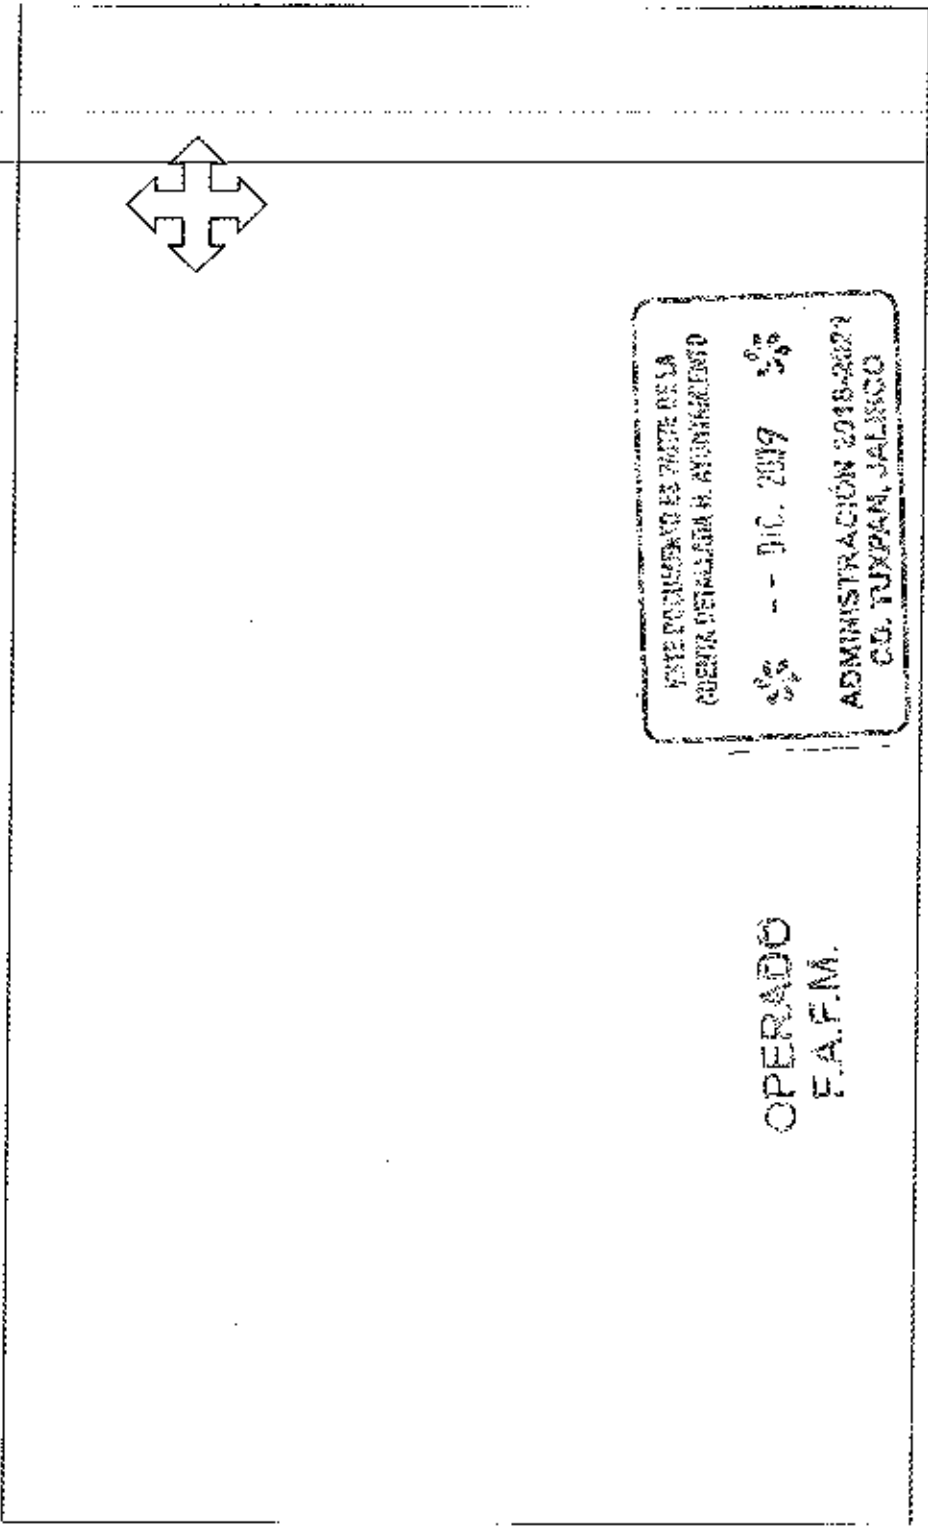 ESTE DOCUMENTO ES PARTE DE LA
CUENTA DETALLADA H. AYUNTAMIENTO
-- DIC. 2019
ADMINISTRACIÓN 2018-2021
CD. TUXPAN, JALISCO
OPERADO
F.A.F.M.